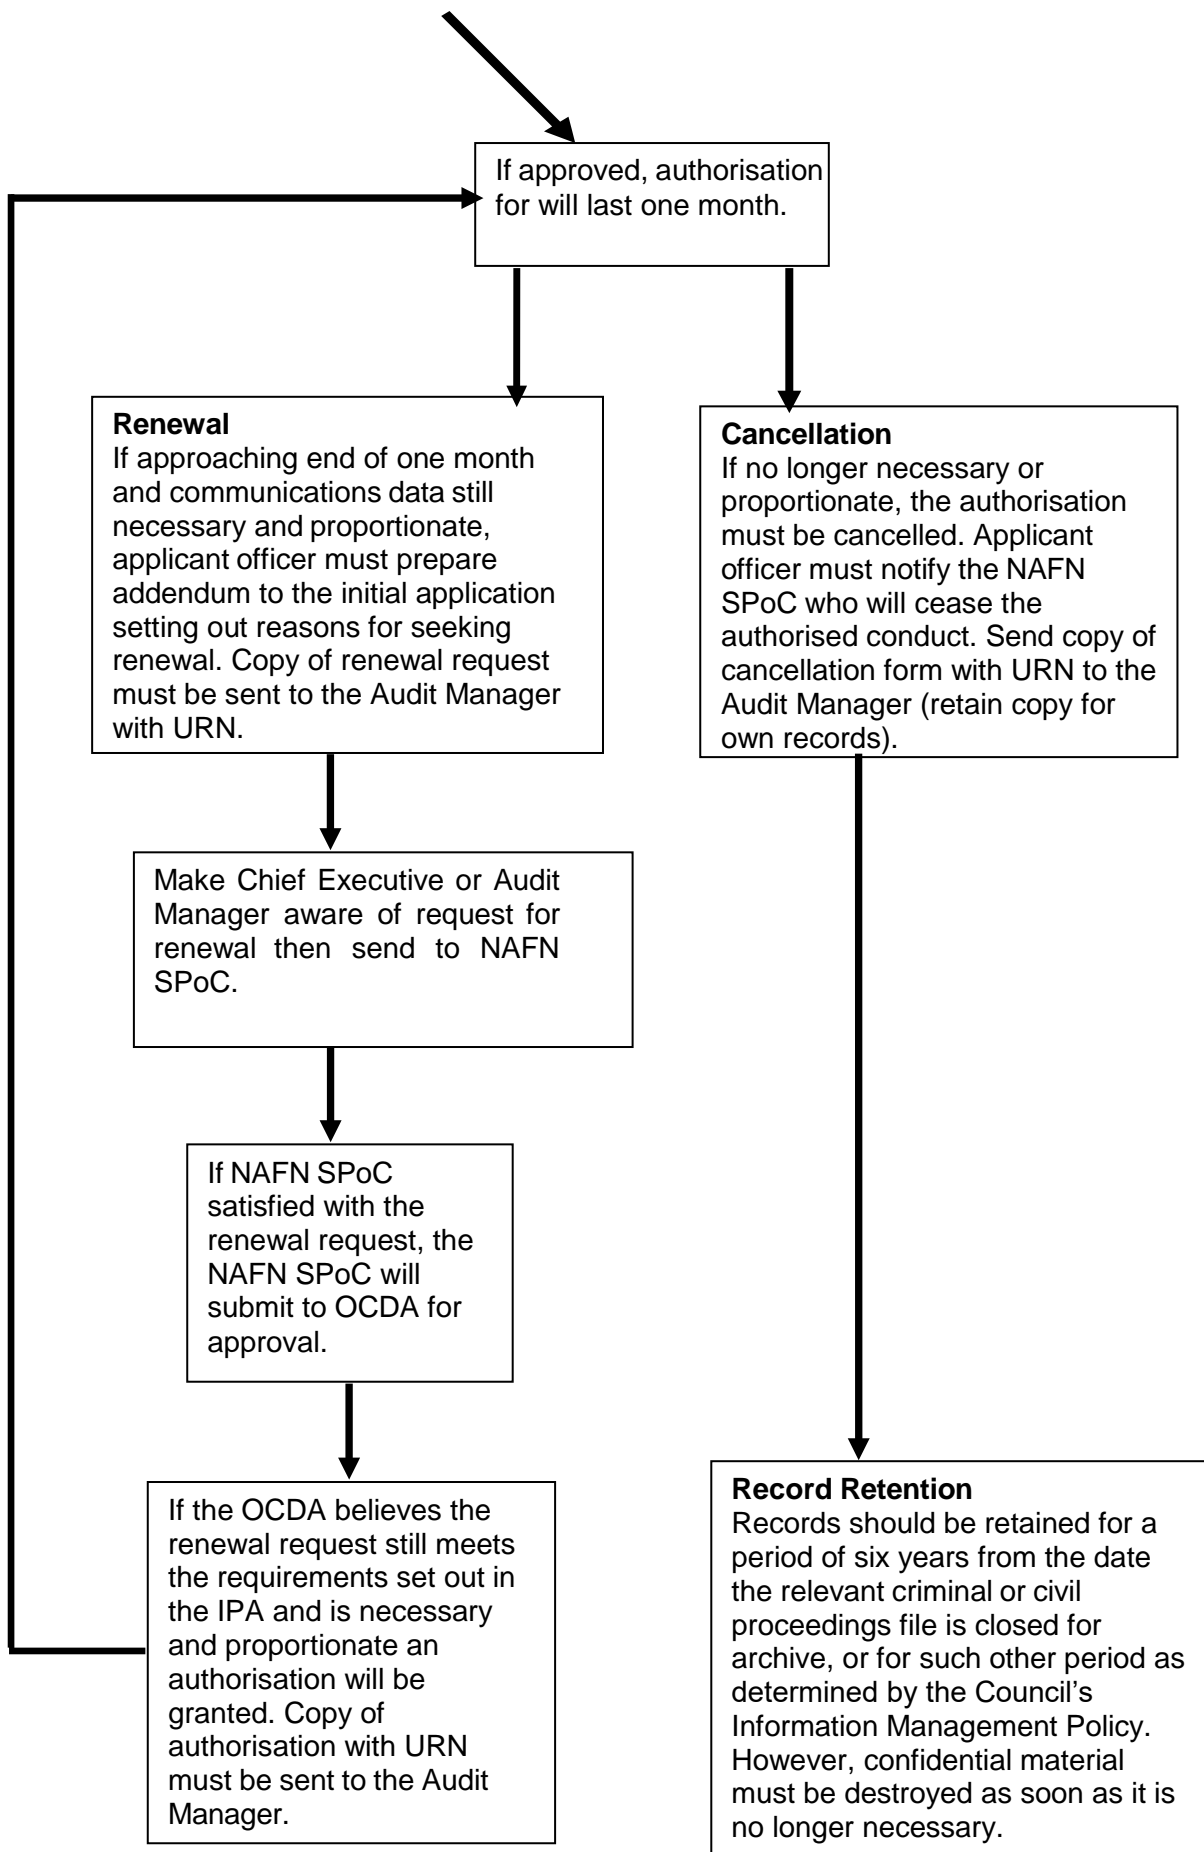 If approved, authorisation
for will last one month.
Renewal
If approaching end of one month
and communications data still
necessary and proportionate,
applicant officer must prepare
addendum to the initial application
setting out reasons for seeking
renewal. Copy of renewal request
must be sent to the Audit Manager
with URN.
Cancellation
If no longer necessary or
proportionate, the authorisation
must be cancelled. Applicant
officer must notify the NAFN
SPoC who will cease the
authorised conduct. Send copy of
cancellation form with URN to the
Audit Manager (retain copy for
own records).
Make Chief Executive or Audit
Manager aware of request for
renewal then send to NAFN
SPoC.
If NAFN SPoC
satisfied with the
renewal request, the
NAFN SPoC will
submit to OCDA for
approval.
If the OCDA believes the
renewal request still meets
the requirements set out in
the IPA and is necessary
and proportionate an
authorisation will be
granted. Copy of
authorisation with URN
must be sent to the Audit
Manager.
Record Retention
Records should be retained for a
period of six years from the date
the relevant criminal or civil
proceedings file is closed for
archive, or for such other period as
determined by the Council’s
Information Management Policy.
However, confidential material
must be destroyed as soon as it is
no longer necessary.